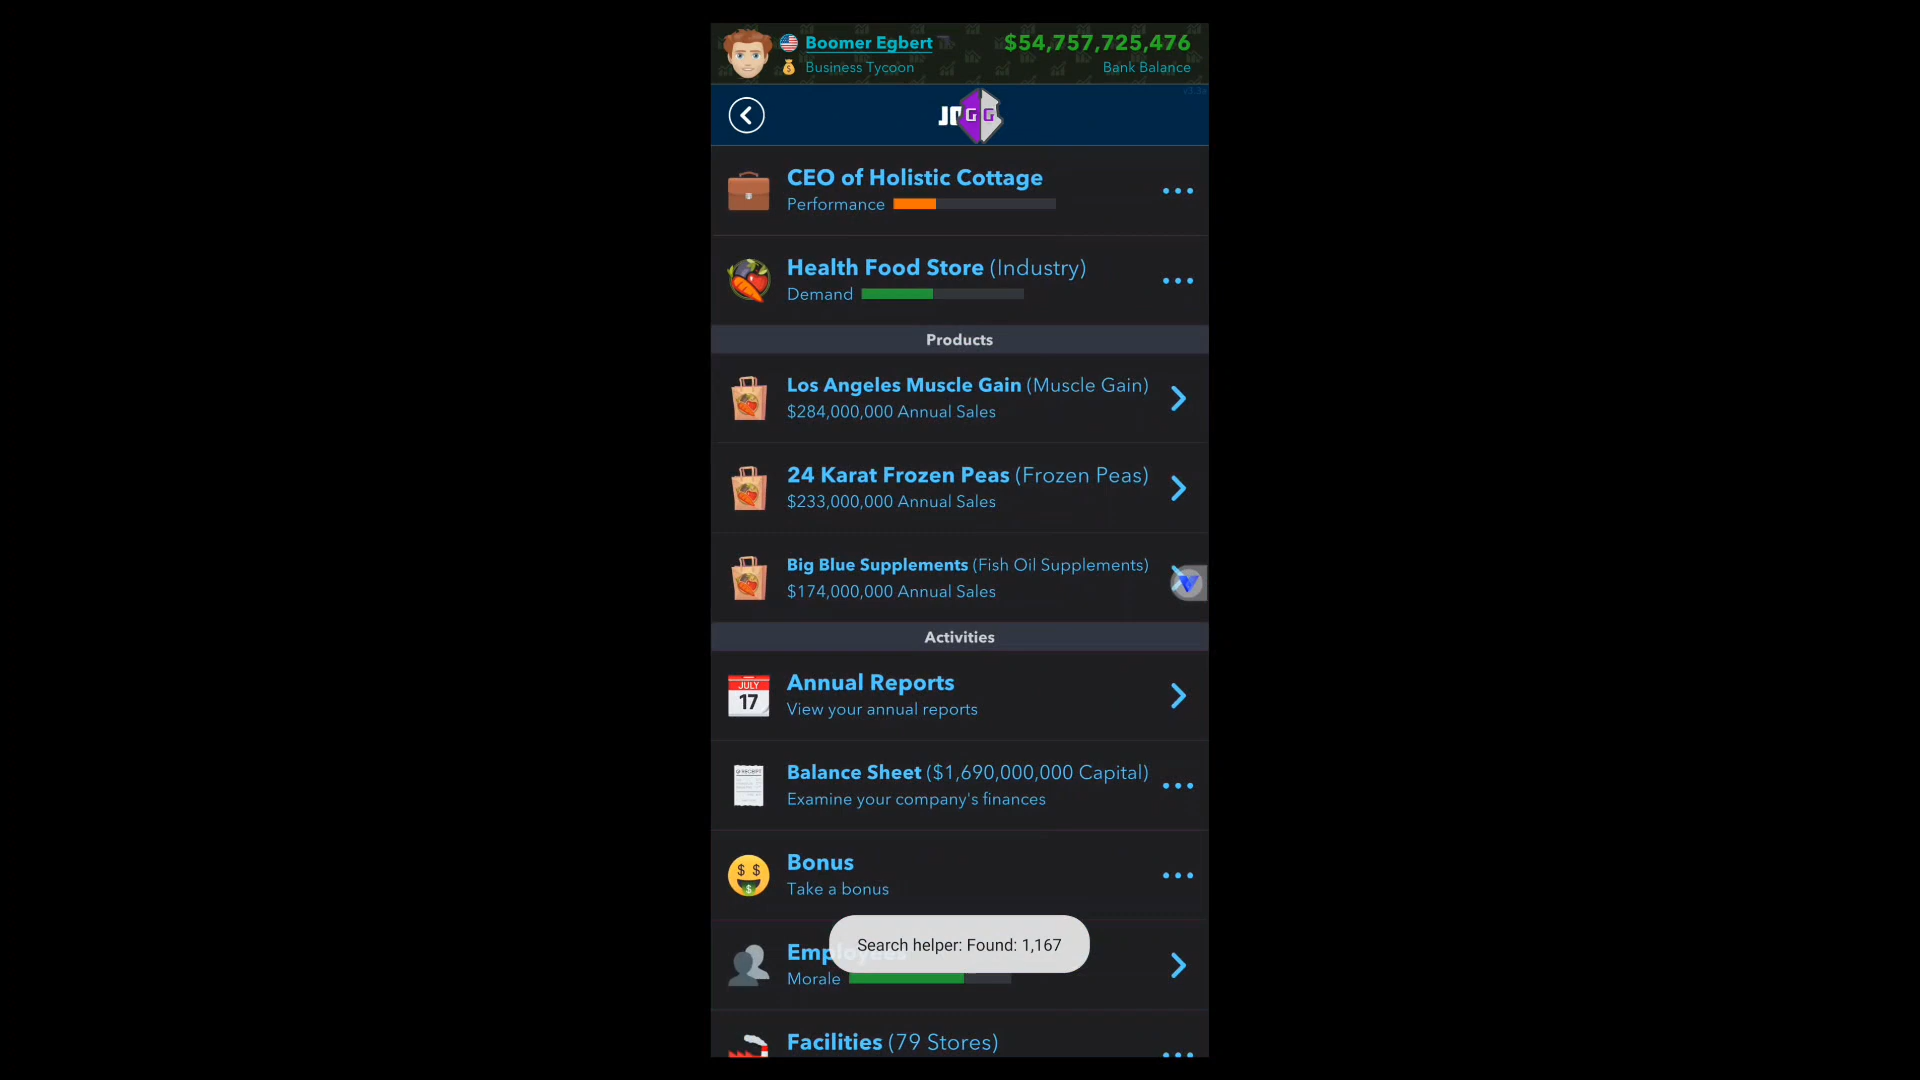 Boomer Egbert
$54,757,725,476
Business Tycoon
Bank Balance
GG
CEO of Holistic Cottage
Performance
Health Food Store (Industry)
Demand
Products
Los Angeles Muscle Gain (Muscle Gain)
$284,000,000 Annual Sales
24 Karat Frozen Peas (Frozen Peas)
$233,000,000 Annual Sales
Big Blue Supplements (Fish Oil Supplements)
$174,000,000 Annual Sales
Activities
JULY
17
Annual Reports
View your annual reports
Balance Sheet ($1,690,000,000 Capital)
Examine your company's finances
Bonus
Take a bonus
Search helper: Found: 1,167
Employees
Morale
Facilities (79 Stores)